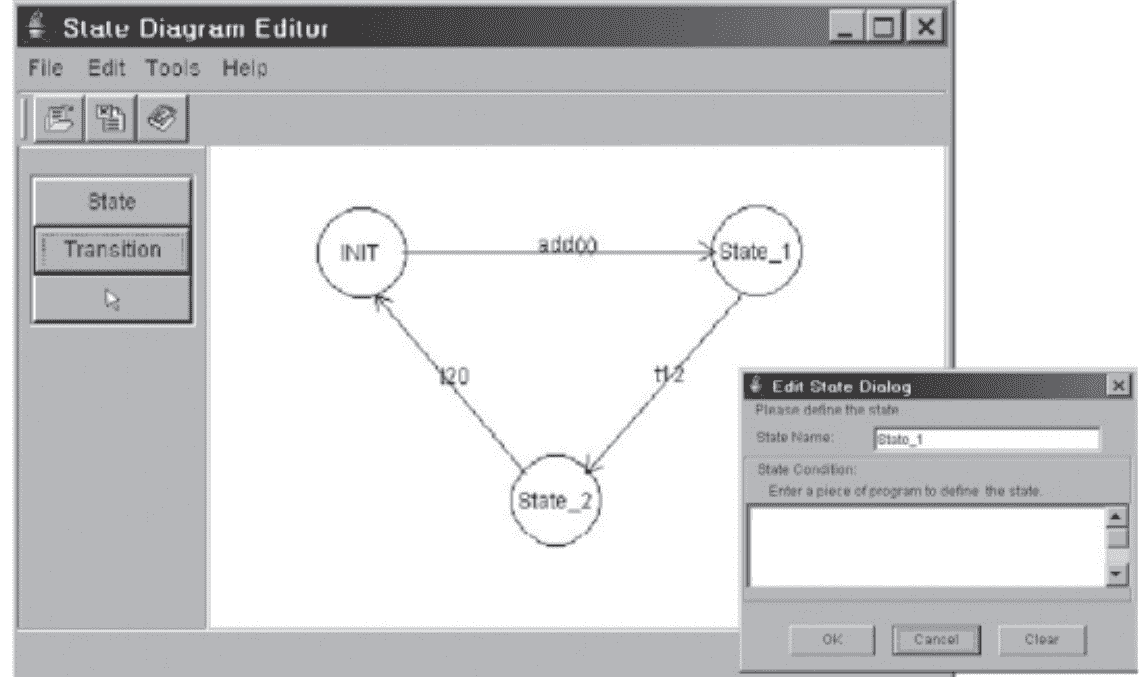 State Diagram Editor
File Edit Tools Help
State
Transition
INIT
add()
State_1
t20
t12
State_2
Edit State Dialog
Please define the state
State Name: State_1
State Condition:
Enter a piece of program to define the state.
OK Cancel Clear